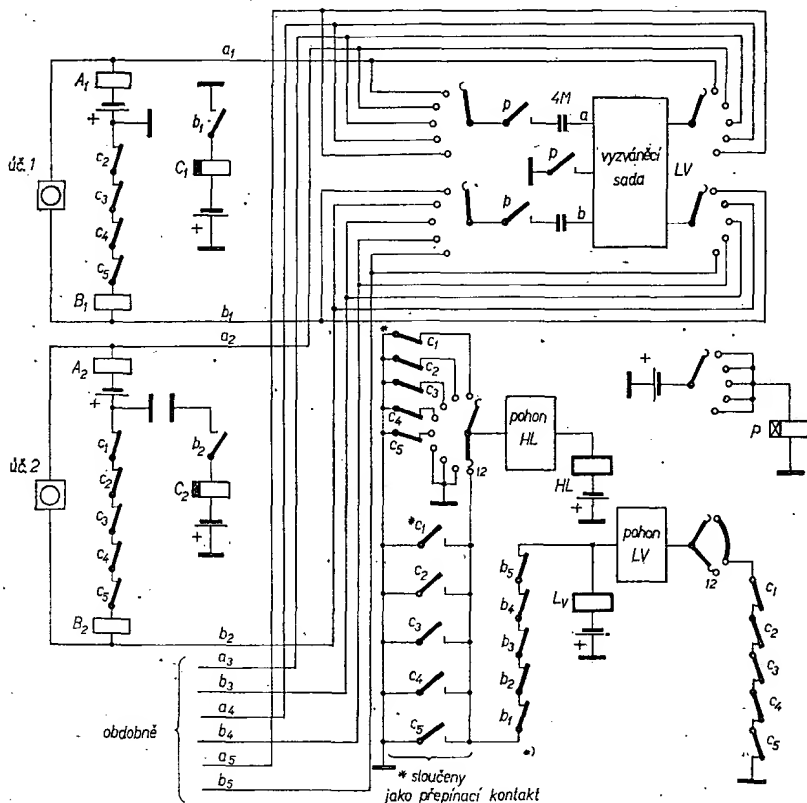 a1
A1
+
c2
c3
c4
c5
B1
b1
úč. 1
b1
C1
+
a2
A2
+
c1
c2
c3
c4
c5
B2
b2
úč. 2
b2
C2
+
a3
b3
a4
b4
a5
b5
obdobně
p
4M
a
p
p
b
vyzváněcí
sada
LV
*
c1
c2
c3
c4
c5
12
pohon
HL
HL
+
+
P
* c1
c2
c3
c4
c5
b5
b4
b3
b2
b1
*)
LV
+
pohon
LV
12
c1
c2
c3
c4
c5
* sloučeny
jako přepínací kontakt